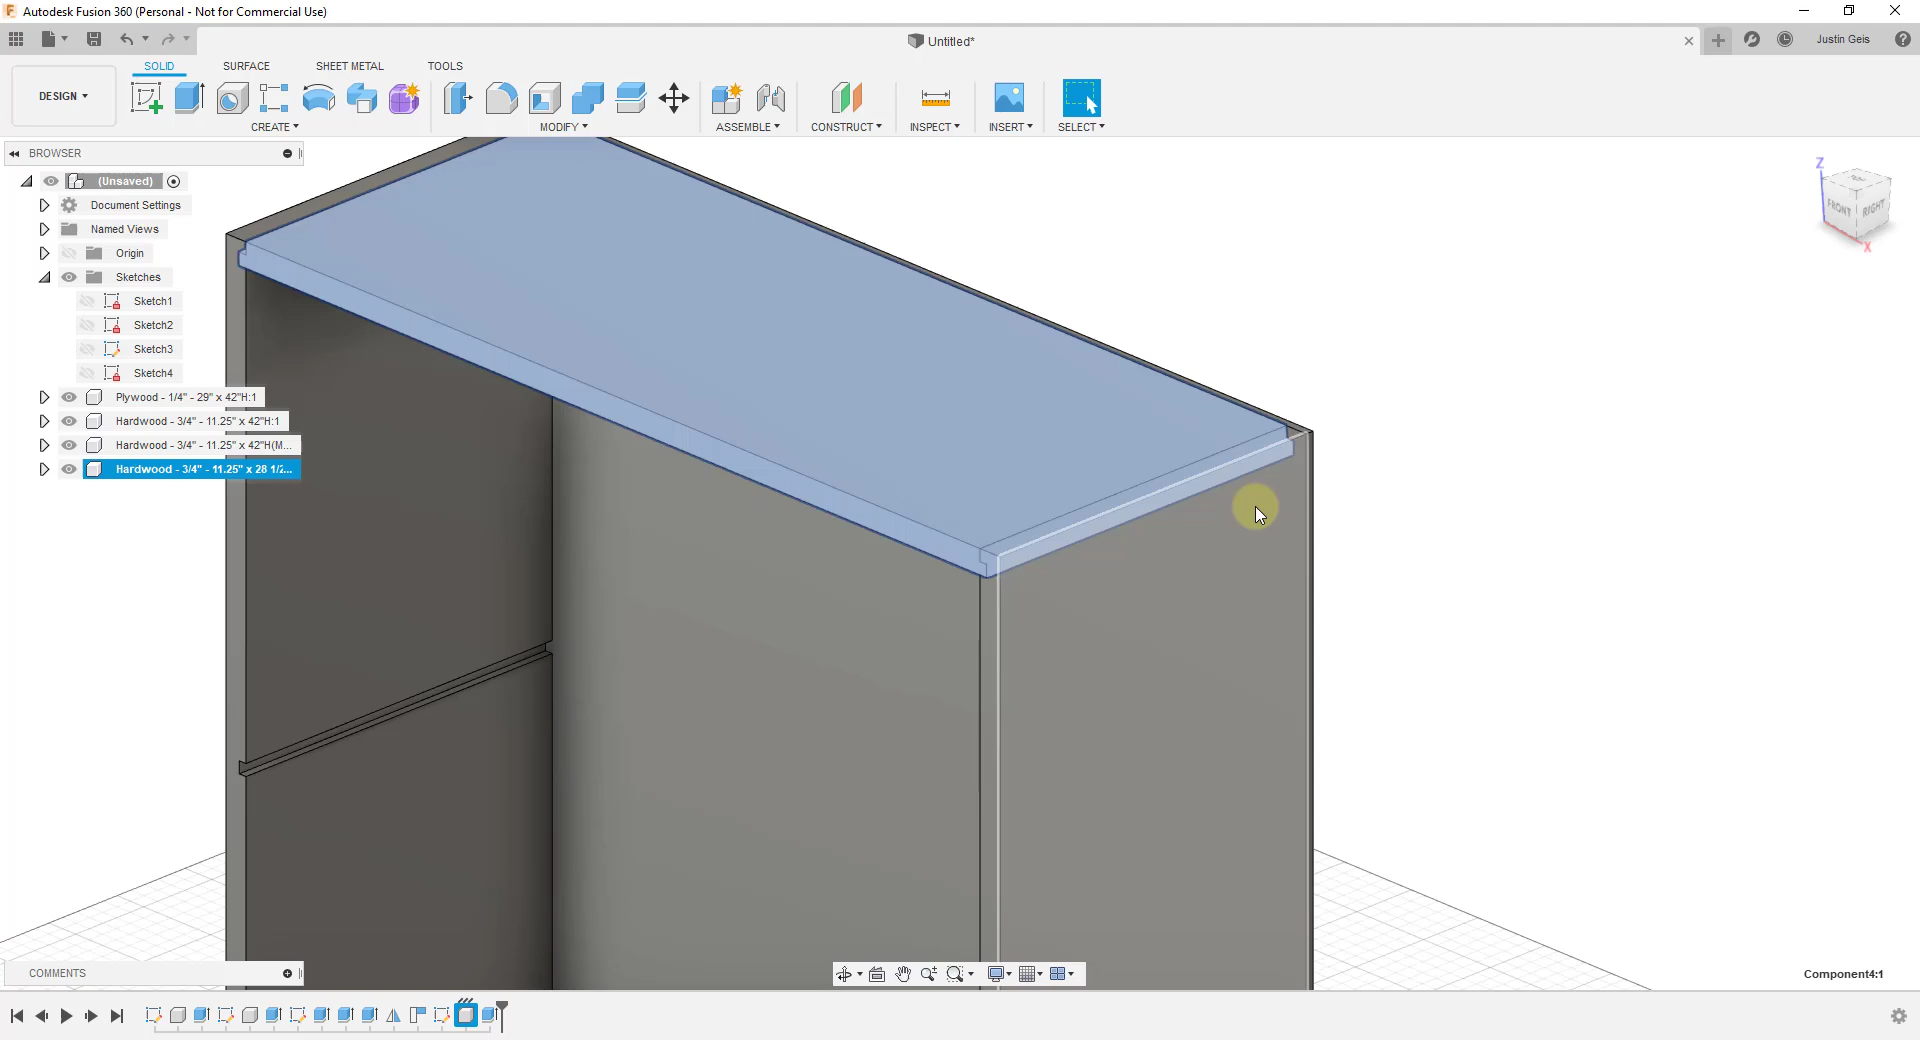 Autodesk Fusion 360 (Personal - Not for Commercial Use)
Untitled*
Justin Geis
DESIGN
SOLID SURFACE SHEET METAL TOOLS
CREATE MODIFY ASSEMBLE CONSTRUCT INSPECT INSERT SELECT
BROWSER
(Unsaved)
Document Settings
Named Views
Origin
Sketches
Sketch1
Sketch2
Sketch3
Sketch4
Plywood - 1/4" - 29" x 42"H:1
Hardwood - 3/4" - 11.25" x 42"H:1
Hardwood - 3/4" - 11.25" x 42"H(M...
Hardwood - 3/4" - 11.25" x 28 1/2...
Z
TOP
FRONT RIGHT
X
COMMENTS
Component4:1